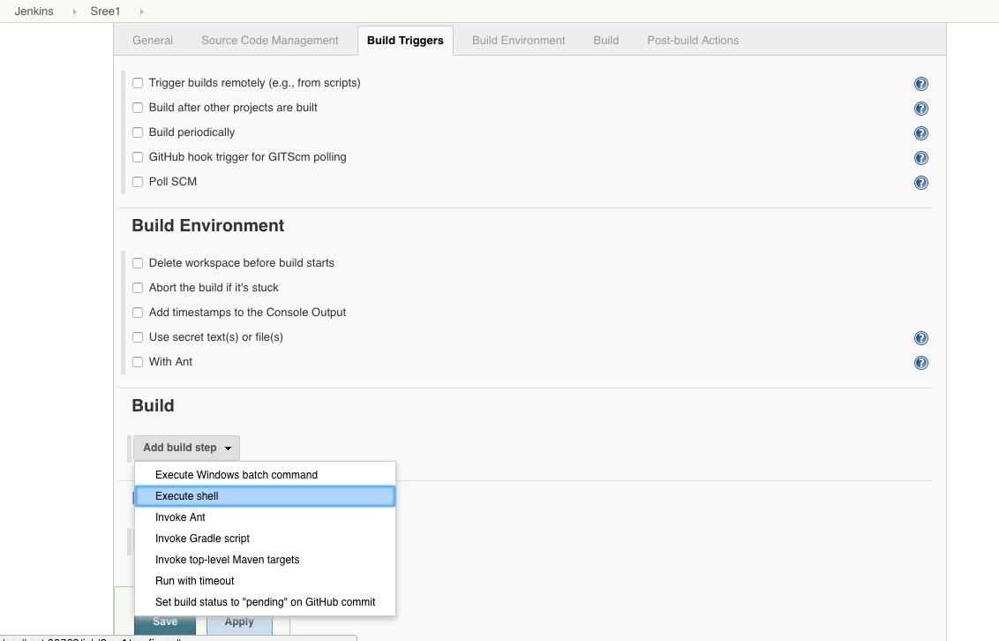 Jenkins Sree1
General Source Code Management Build Triggers Build Environment Build Post-build Actions
Trigger builds remotely (e.g., from scripts)
Build after other projects are built
Build periodically
GitHub hook trigger for GITScm polling
Poll SCM
Build Environment
Delete workspace before build starts
Abort the build if it's stuck
Add timestamps to the Console Output
Use secret text(s) or file(s)
With Ant
Build
Add build step
Execute Windows batch command
Execute shell
Invoke Ant
Invoke Gradle script
Invoke top-level Maven targets
Run with timeout
Set build status to "pending" on GitHub commit
Save Apply